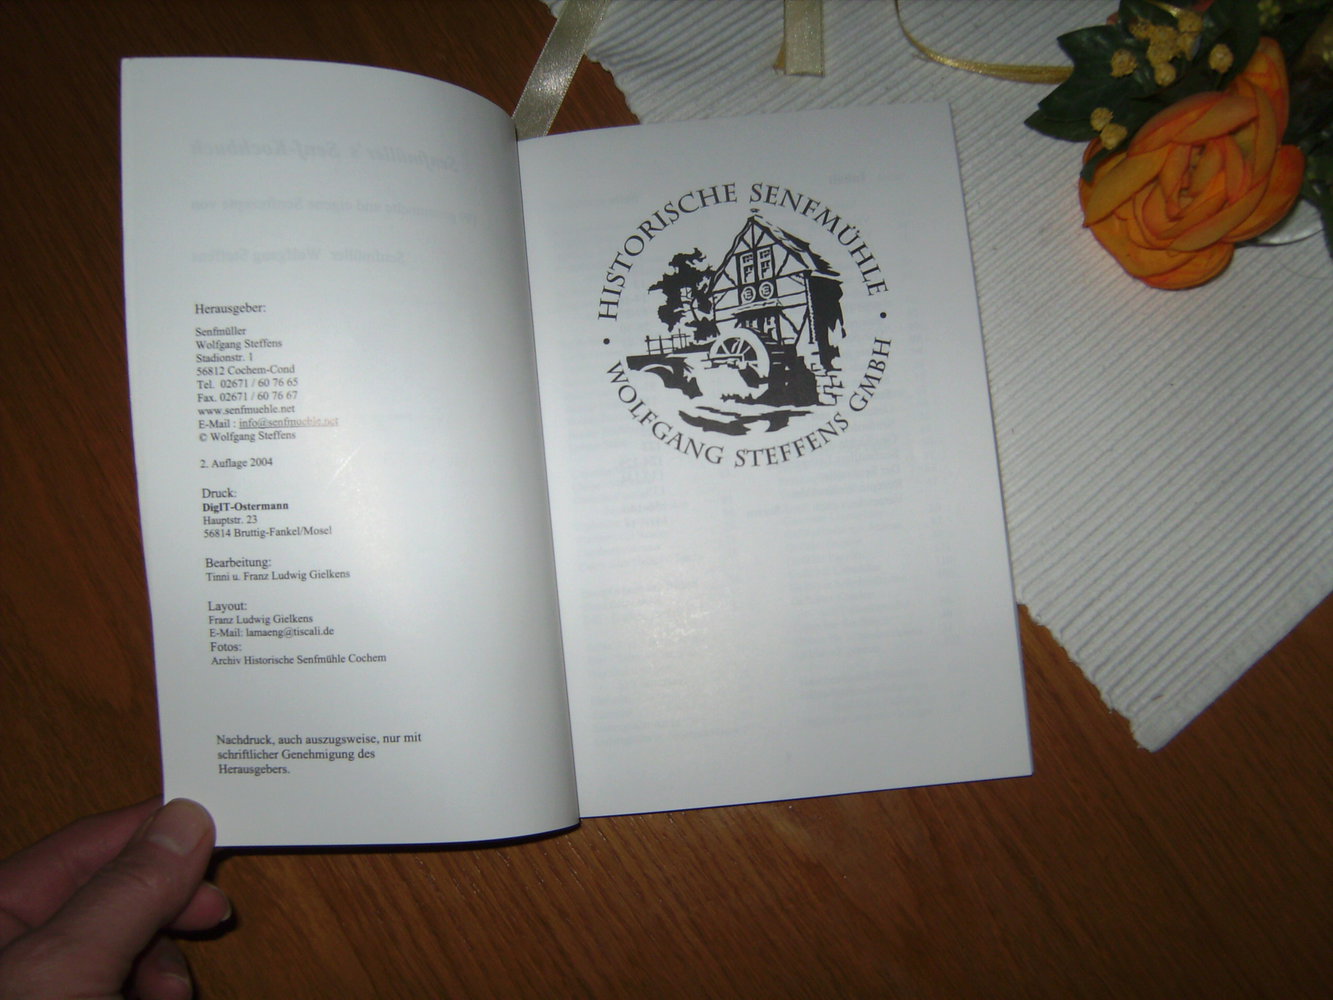 Herausgeber:
Senfmüller
Wolfgang Steffens
Stadionstr. 1
56812 Cochem-Cond
Tel. 02671 / 60 76 65
Fax. 02671 / 60 76 67
www.senfmuehle.net
E-Mail : info@senfmuehle.net
© Wolfgang Steffens
2. Auflage 2004
Druck:
DigIT-Ostermann
Hauptstr. 23
56814 Bruttig-Fankel/Mosel
Bearbeitung:
Tinni u. Franz Ludwig Gielkens
Layout:
Franz Ludwig Gielkens
E-Mail: lamaeng@tiscali.de
Fotos:
Archiv Historische Senfmühle Cochem
Nachdruck, auch auszugsweise, nur mit
schriftlicher Genehmigung des
Herausgebers.
HISTORISCHE SENFMÜHLE
WOLFGANG STEFFENS GMBH